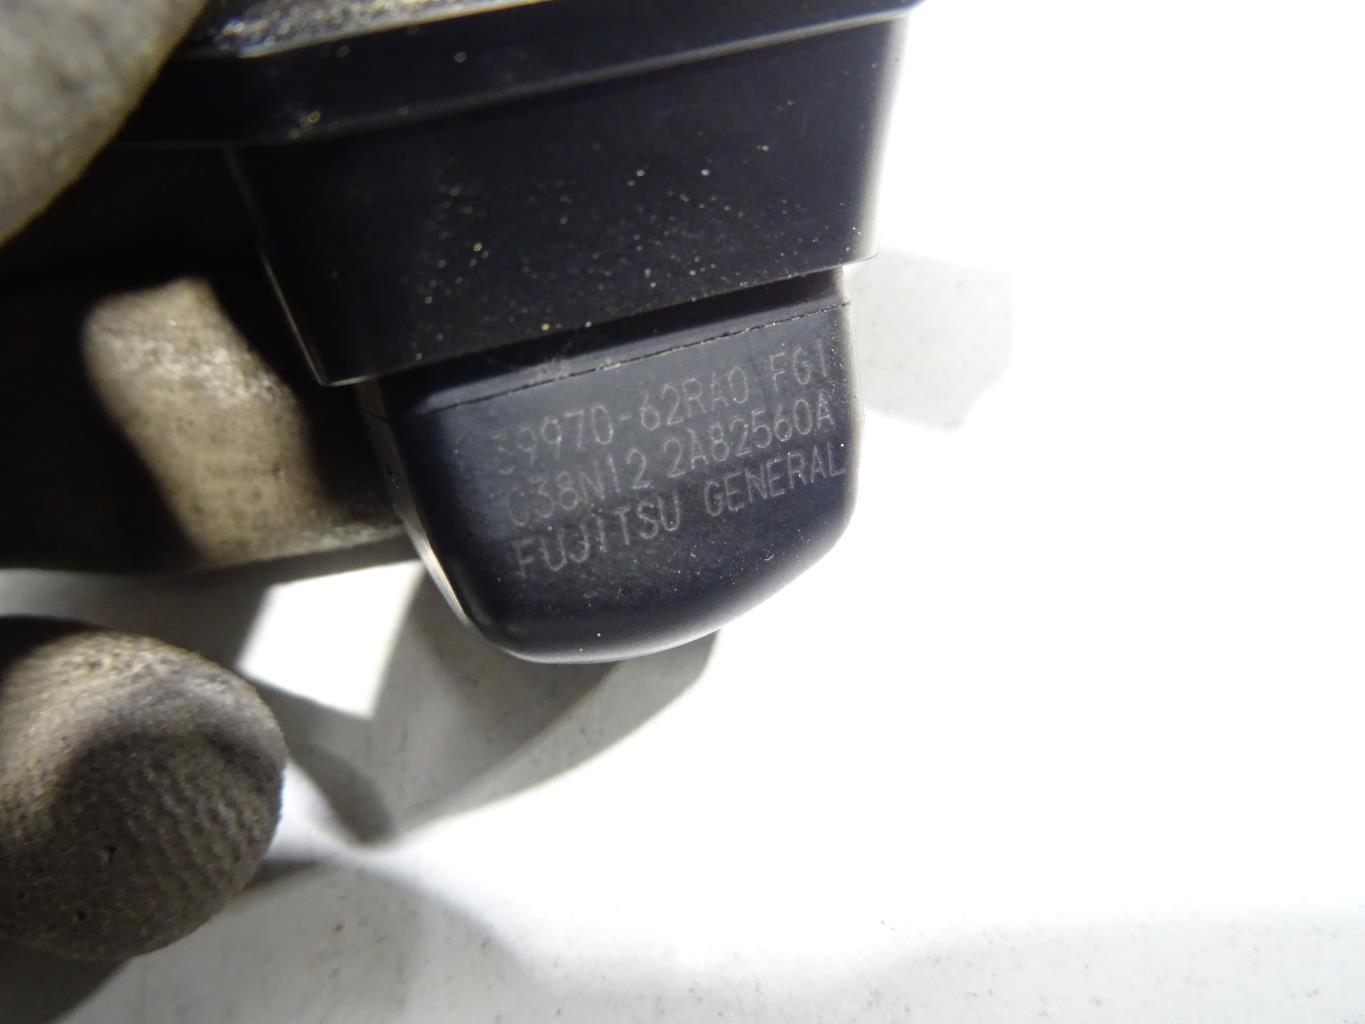 39970-62RA0 FG1
C38N12 2A82560A
FUJITSU GENERAL